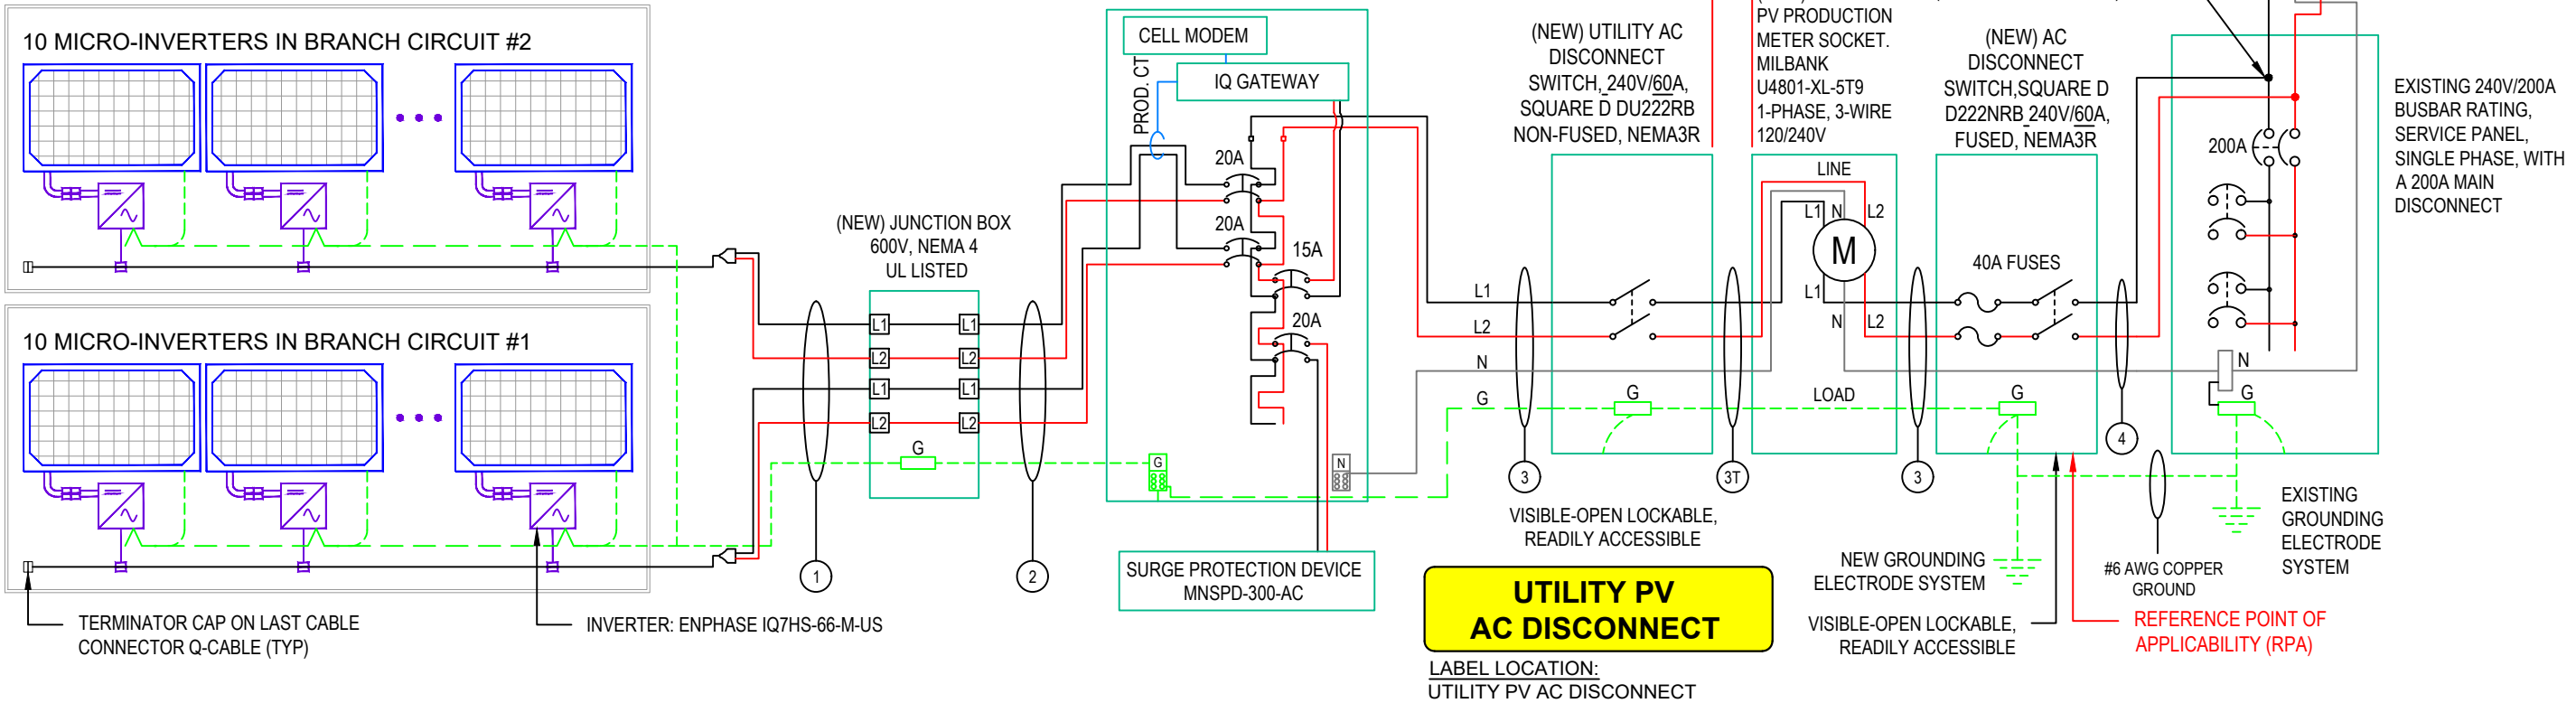 10 MICRO-INVERTERS IN BRANCH CIRCUIT #2
10 MICRO-INVERTERS IN BRANCH CIRCUIT #1
TERMINATOR CAP ON LAST CABLE
CONNECTOR Q-CABLE (TYP)
INVERTER: ENPHASE IQ7HS-66-M-US
(NEW) JUNCTION BOX
600V, NEMA 4
UL LISTED
L1
L1
L2
L2
L1
L1
L2
L2
G
1
2
CELL MODEM
IQ GATEWAY
PROD. CT
20A
20A
15A
20A
G
N
SURGE PROTECTION DEVICE
MNSPD-300-AC
(NEW) UTILITY AC
DISCONNECT
SWITCH, 240V/60A,
SQUARE D DU222RB
NON-FUSED, NEMA3R
L1
L2
N
G
G
3
3T
VISIBLE-OPEN LOCKABLE,
READILY ACCESSIBLE
UTILITY PV
AC DISCONNECT
LABEL LOCATION:
UTILITY PV AC DISCONNECT
PV PRODUCTION
METER SOCKET.
MILBANK
U4801-XL-5T9
1-PHASE, 3-WIRE
120/240V
LINE
L1
N
L2
M
L1
N
L2
LOAD
3
(NEW) AC
DISCONNECT
SWITCH,SQUARE D
D222NRB 240V/60A,
FUSED, NEMA3R
40A FUSES
G
4
NEW GROUNDING
ELECTRODE SYSTEM
VISIBLE-OPEN LOCKABLE,
READILY ACCESSIBLE
#6 AWG COPPER
GROUND
REFERENCE POINT OF
APPLICABILITY (RPA)
200A
N
G
EXISTING
GROUNDING
ELECTRODE
SYSTEM
EXISTING 240V/200A
BUSBAR RATING,
SERVICE PANEL,
SINGLE PHASE, WITH
A 200A MAIN
DISCONNECT